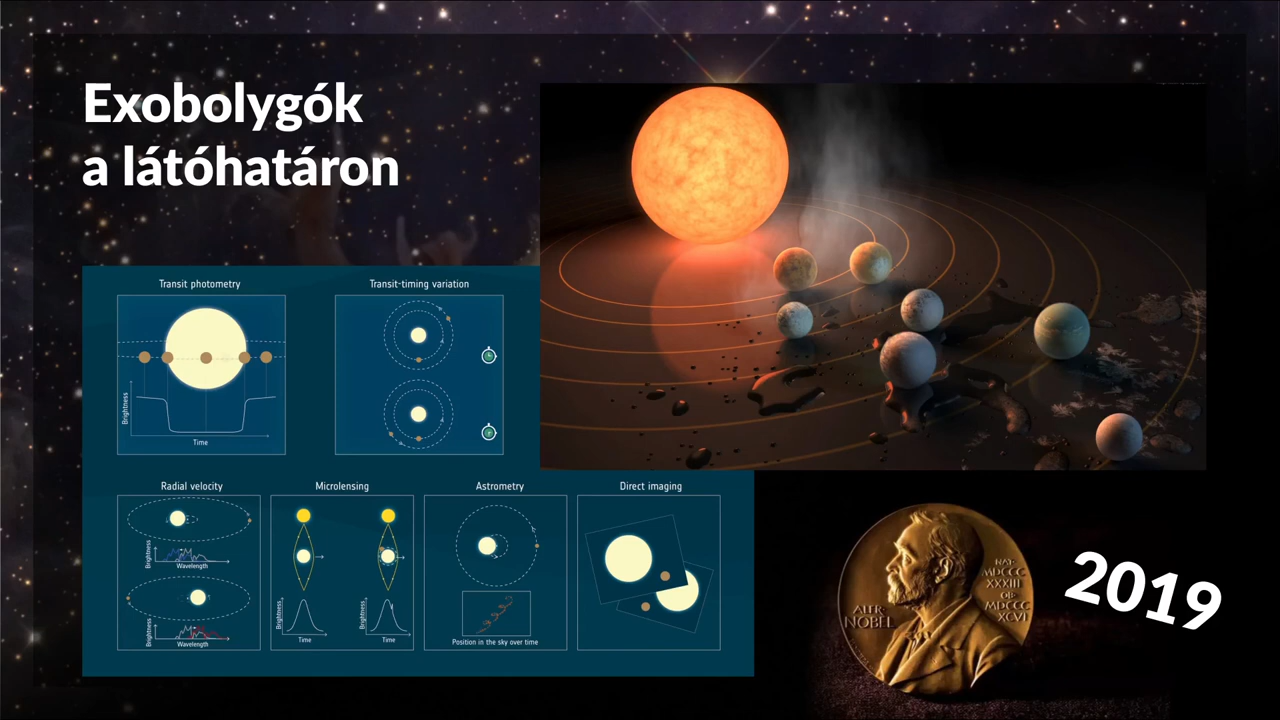 Exobolygók
a látóhatáron
Transit photometry
Brightness
Time
Transit-timing variation
Radial velocity
Brightness
Wavelength
Brightness
Wavelength
Microlensing
Brightness
Time
Brightness
Time
Astrometry
Position in the sky over time
Direct imaging
ALFR·
NOBEL
NAT·
MDCCC
XXXIII
OB·
MDCCC
XCVI
2019